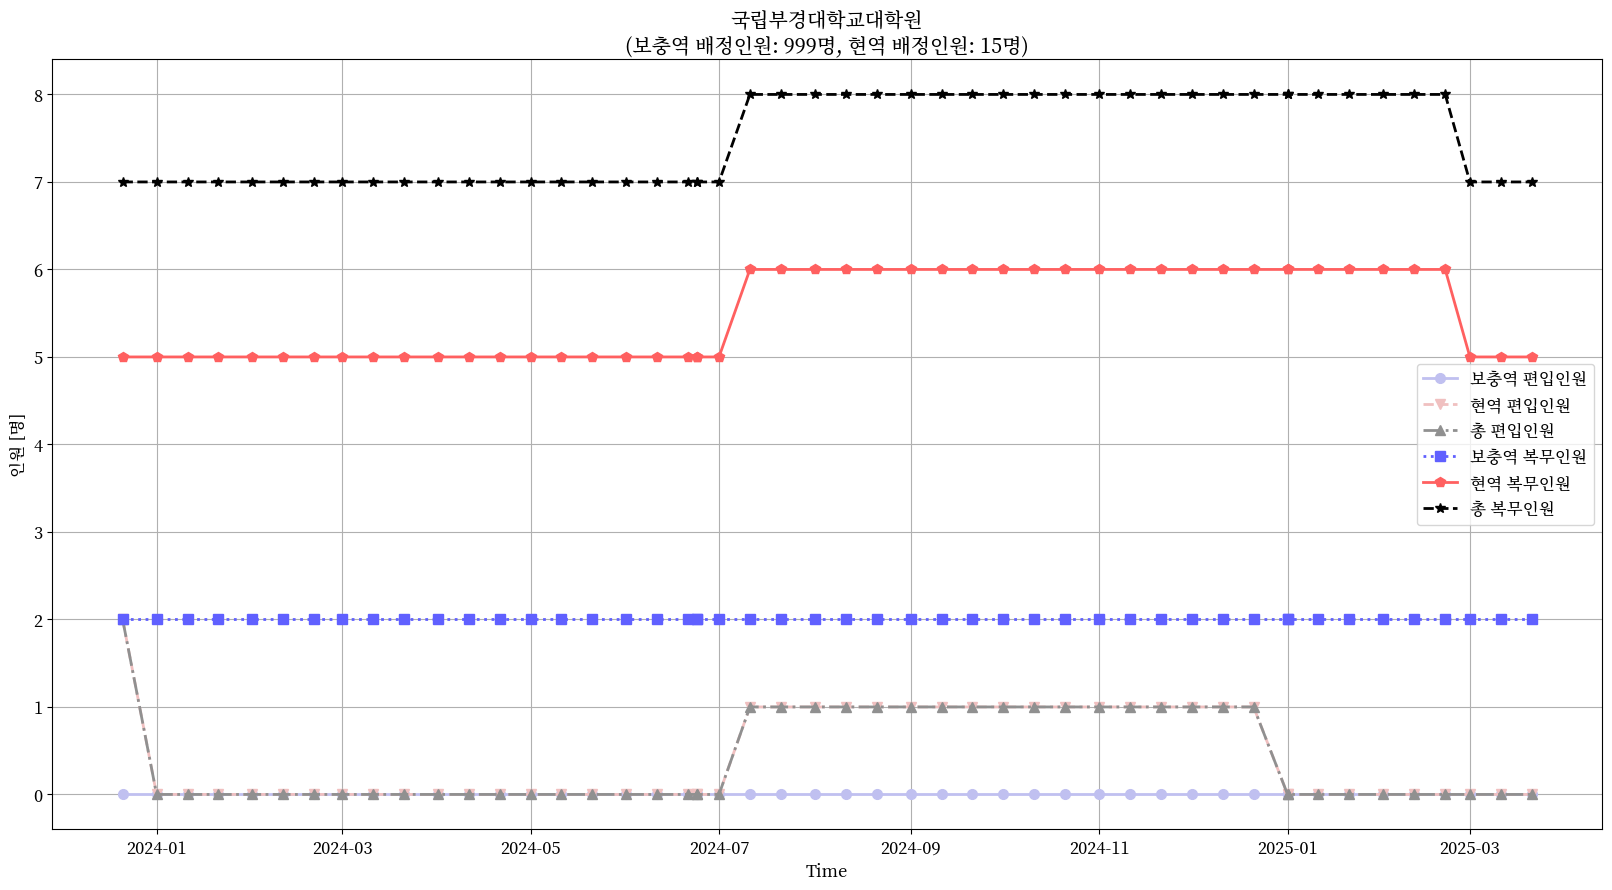 국립부경대학교대학원
(보충역 배정인원: 999명, 현역 배정인원: 15명)
8
7
6
5
4
3
2
1
0
인원 [명]
보충역 편입인원
현역 편입인원
총 편입인원
보충역 복무인원
현역 복무인원
총 복무인원
2024-01
2024-03
2024-05
2024-07
2024-09
2024-11
2025-01
2025-03
Time